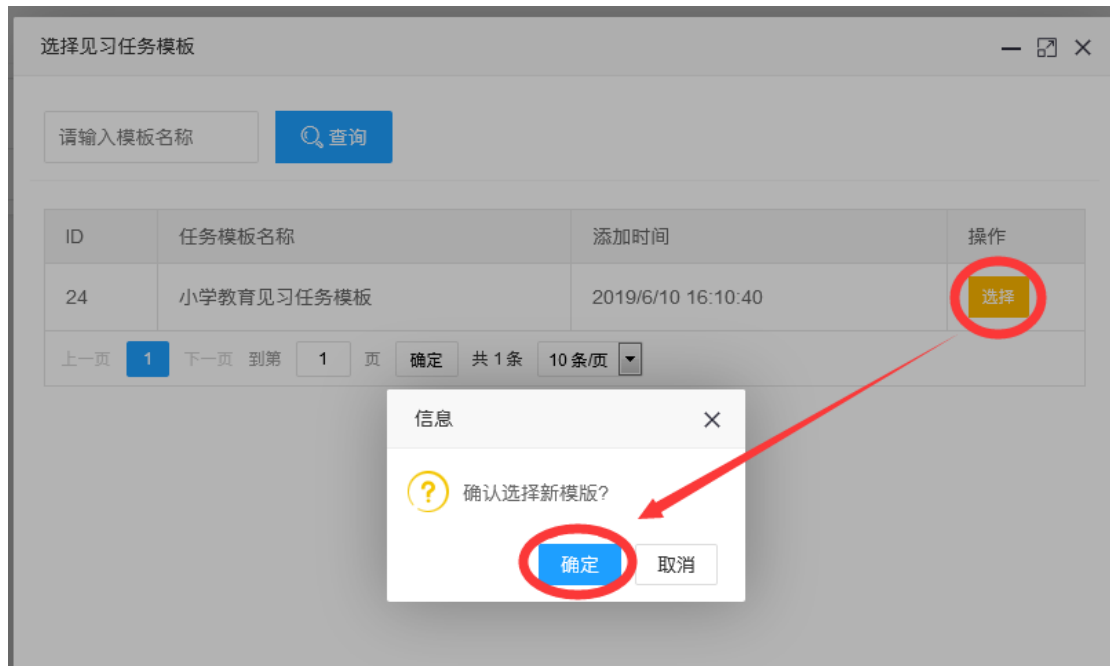 选择见习任务模板
请输入模板名称 查询
ID 任务模板名称 添加时间 操作
24 小学教育见习任务模板 2019/6/10 16:10:40 选择
上一页 1 下一页 到第 1 页 确定 共 1 条 10 条/页
信息
确认选择新模版?
确定 取消